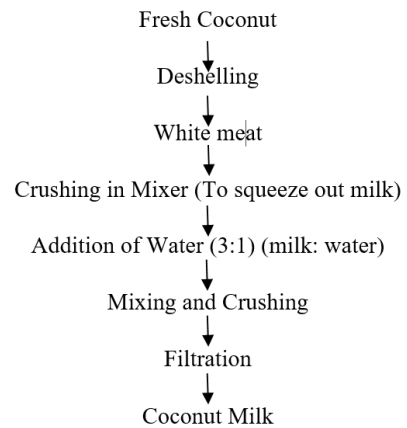 Fresh Coconut
Deshelling
White meat
Crushing in Mixer (To squeeze out milk)
Addition of Water (3:1) (milk: water)
Mixing and Crushing
Filtration
Coconut Milk